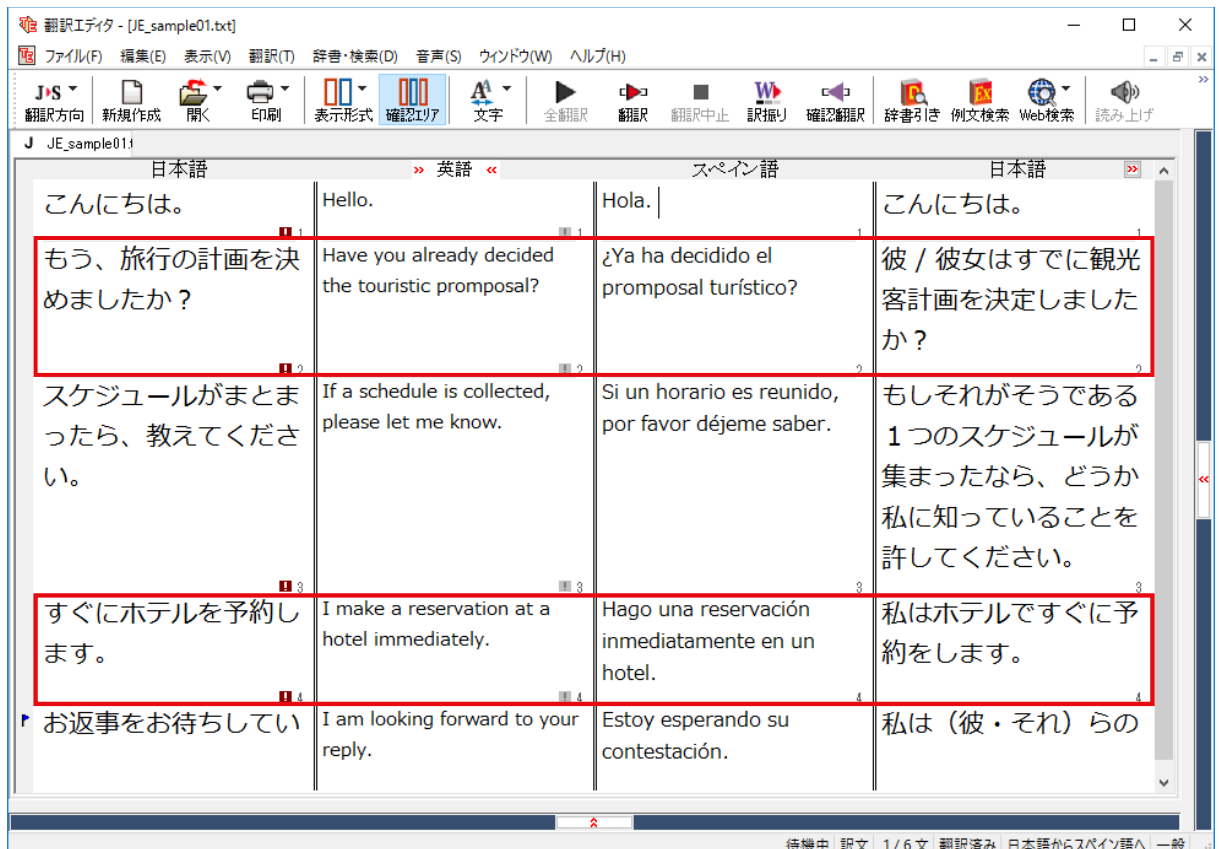 翻訳エディタ - [JE_sample01.txt]
ファイル(F) 編集(E) 表示(V) 翻訳(T) 辞書・検索(D) 音声(S) ウィンドウ(W) ヘルプ(H)
J▸S
翻訳方向 新規作成 開く 印刷 表示形式 確認エリア 文字 全翻訳 翻訳 翻訳中止 訳振り 確認翻訳 辞書引き 例文検索 Web検索 読み上げ
J JE_sample01.t
日本語 » 英語 « スペイン語 日本語 »
こんにちは。
1
Hello.
1
Hola.
1
こんにちは。
1
もう、旅行の計画を決
めましたか？
2
Have you already decided
the touristic promposal?
2
¿Ya ha decidido el
promposal turístico?
2
彼 / 彼女はすでに観光
客計画を決定しました
か？
2
スケジュールがまとま
ったら、教えてくださ
い。
3
If a schedule is collected,
please let me know.
3
Si un horario es reunido,
por favor déjeme saber.
3
もしそれがそうである
１つのスケジュールが
集まったなら、どうか
私に知っていることを
許してください。
3
すぐにホテルを予約し
ます。
4
I make a reservation at a
hotel immediately.
4
Hago una reservación
inmediatamente en un
hotel.
4
私はホテルですぐに予
約をします。
4
お返事をお待ちしてい
I am looking forward to your
reply.
Estoy esperando su
contestación.
私は（彼・それ）らの
待機中 訳文 1/6文 翻訳済み 日本語からスペイン語へ 一般